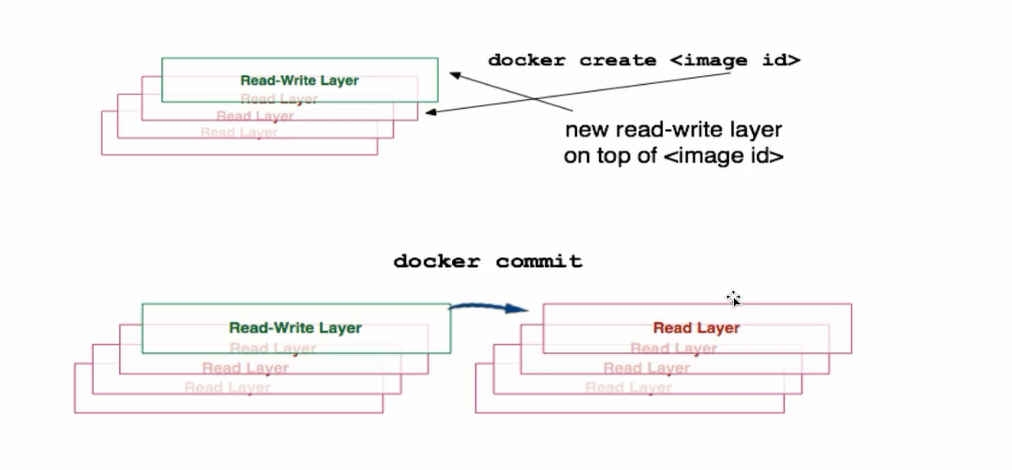 docker create <image id>
Read-Write Layer
Read Layer
Read Layer
Read Layer
new read-write layer
on top of <image id>
docker commit
Read-Write Layer
Read Layer
Read Layer
Read Layer
Read Layer
Read Layer
Read Layer
Read Layer